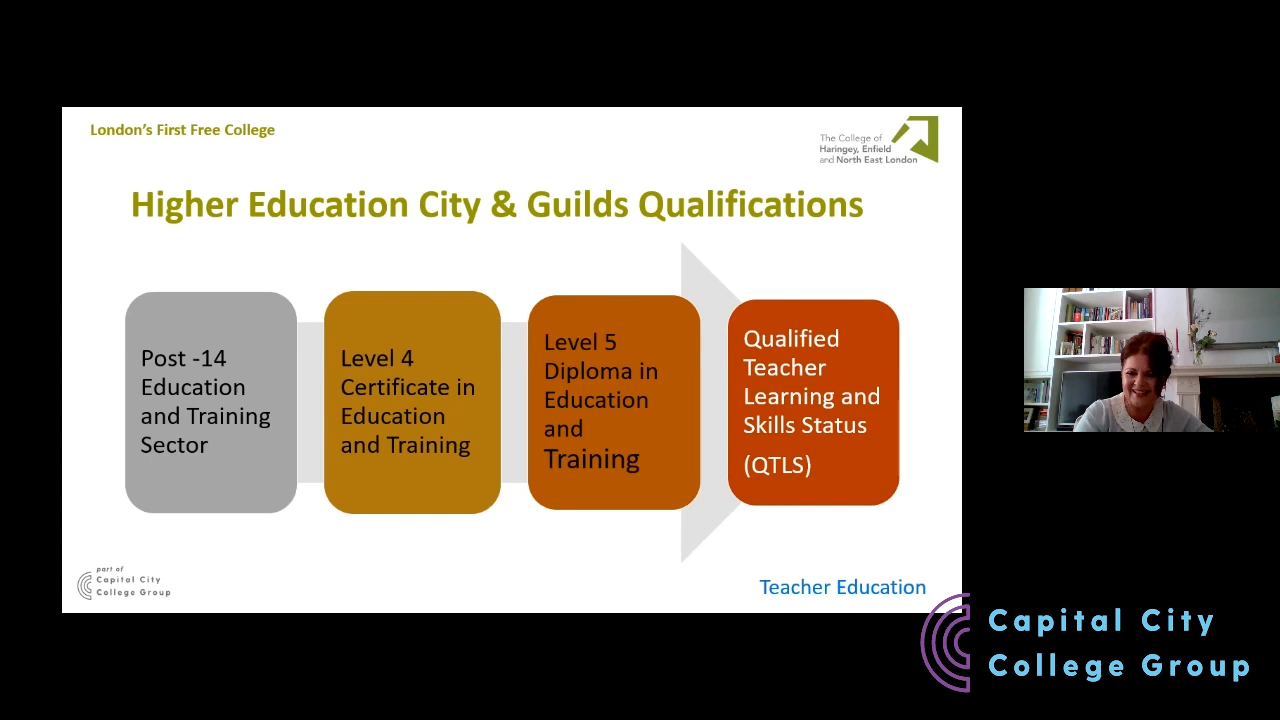 London's First Free College
The College of
Haringey, Enfield
and North East London
Higher Education City & Guilds Qualifications
Post -14
Education
and Training
Sector
Level 4
Certificate in
Education
and Training
Level 5
Diploma in
Education
and
Training
Qualified
Teacher
Learning and
Skills Status
(QTLS)
part of
Capital City
College Group
Teacher Education
Capital City
College Group